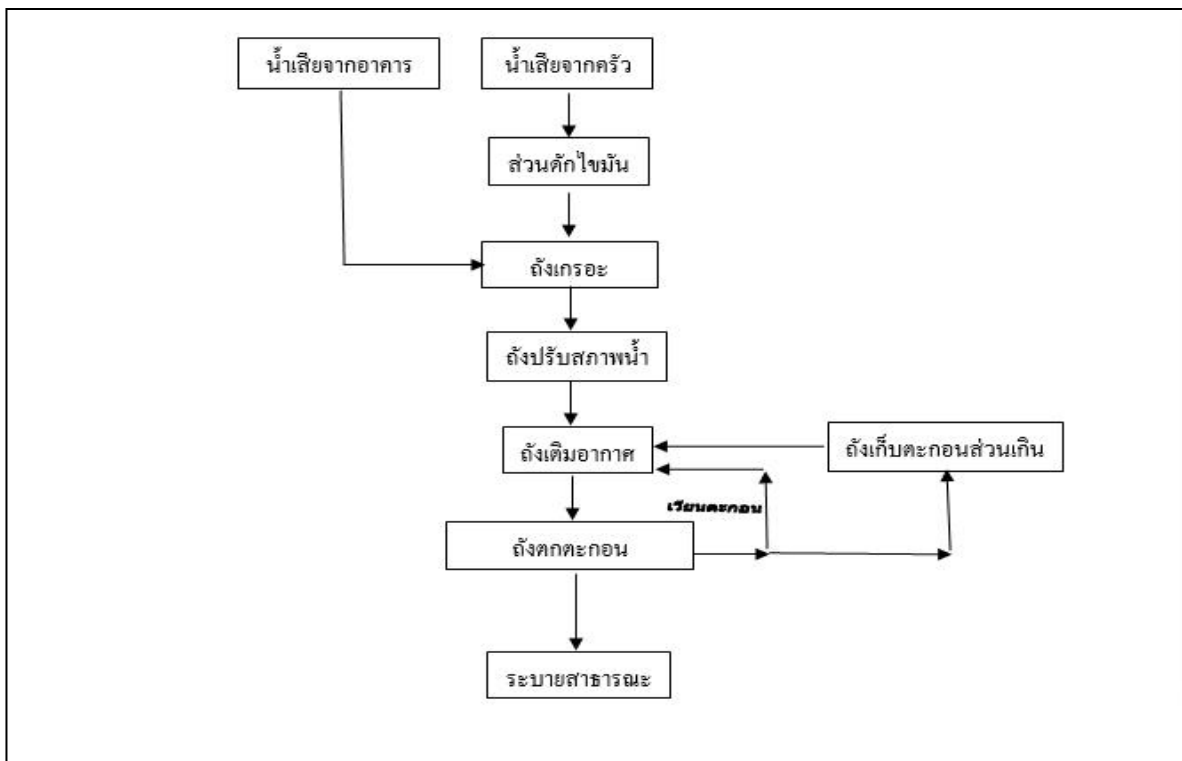 น้ำเสียจากอาคาร
น้ำเสียจากครัว
ส่วนดักไขมัน
ถังเกรอะ
ถังปรับสภาพน้ำ
ถังเติมอากาศ
ถังเก็บตะกอนส่วนเกิน
เวียนตะกอน
ถังตกตะกอน
ระบายสาธารณะ